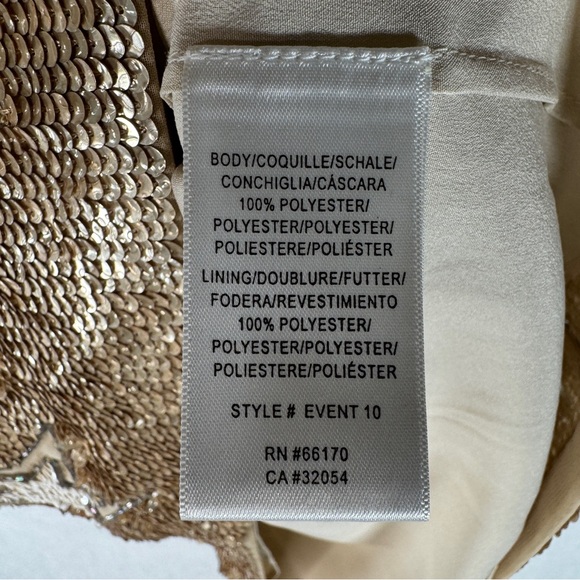 BODY/COQUILLE/SCHALE/
CONCHIGLIA/CÁSCARA
100% POLYESTER/
POLYESTER/POLYESTER/
POLIESTERE/POLIÉSTER
LINING/DOUBLURE/FUTTER/
FODERA/REVESTIMIENTO
100% POLYESTER/
POLYESTER/POLYESTER/
POLIESTERE/POLIÉSTER
STYLE # EVENT 10
RN #66170
CA #32054